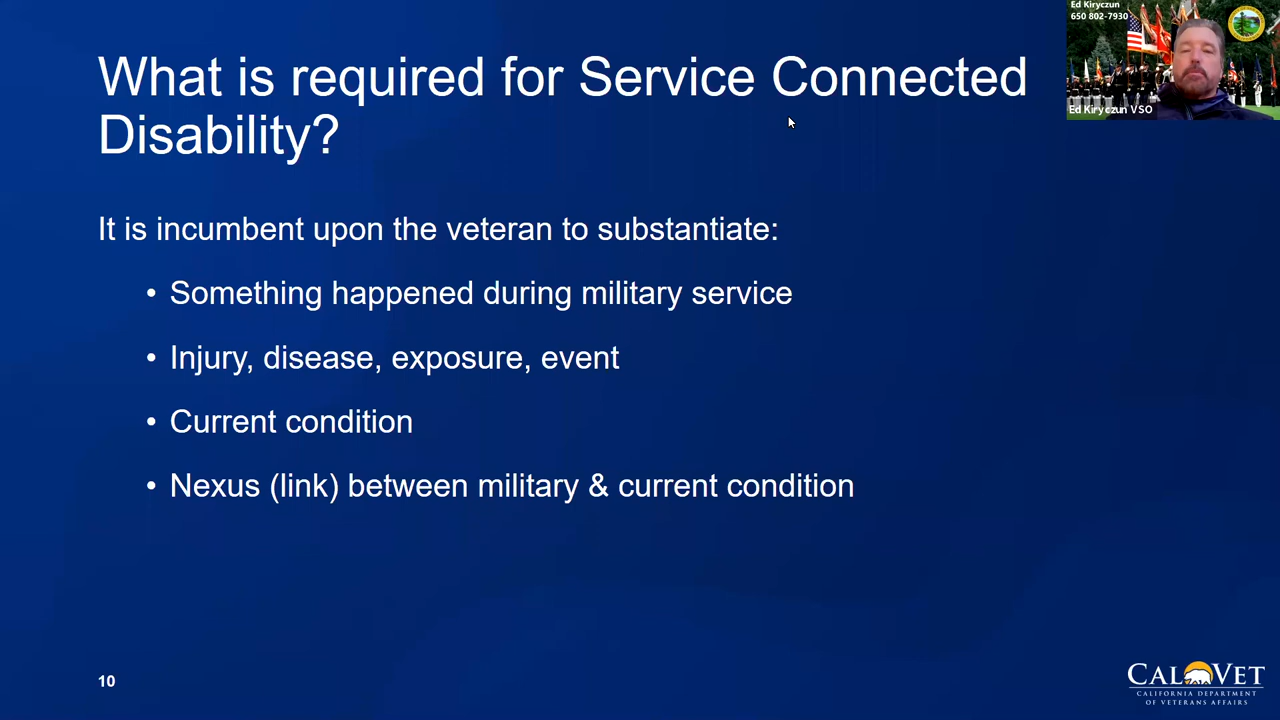 What is required for Service Connected
Disability?
It is incumbent upon the veteran to substantiate:
• Something happened during military service
• Injury, disease, exposure, event
• Current condition
• Nexus (link) between military & current condition
10
Ed Kiryczun
650 802-7930
Ed Kiryczun VSO
CALVET
CALIFORNIA DEPARTMENT
OF VETERANS AFFAIRS